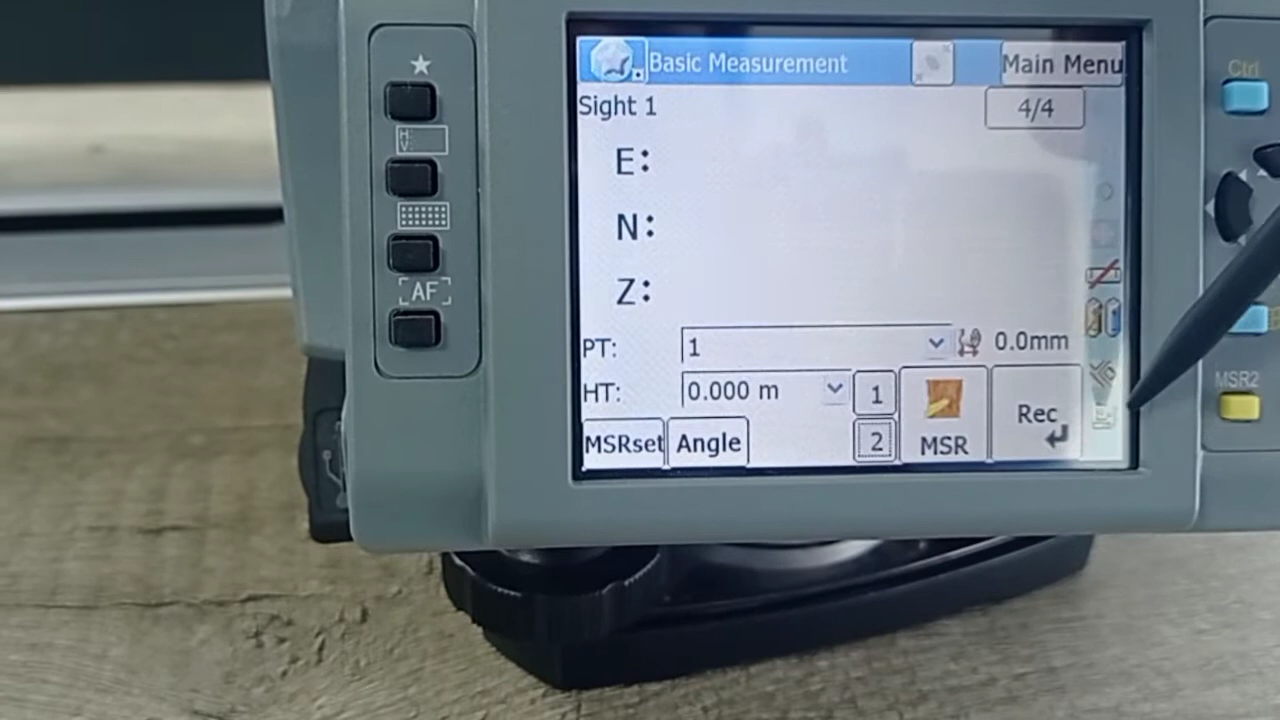 Basic Measurement
Main Menu
Sight 1
4/4
E:
N:
Z:
PT:
1
0.0mm
HT:
0.000 m
1
2
MSR
Rec
MSRset
Angle
H:
V:
AF
Ctrl
MSR2